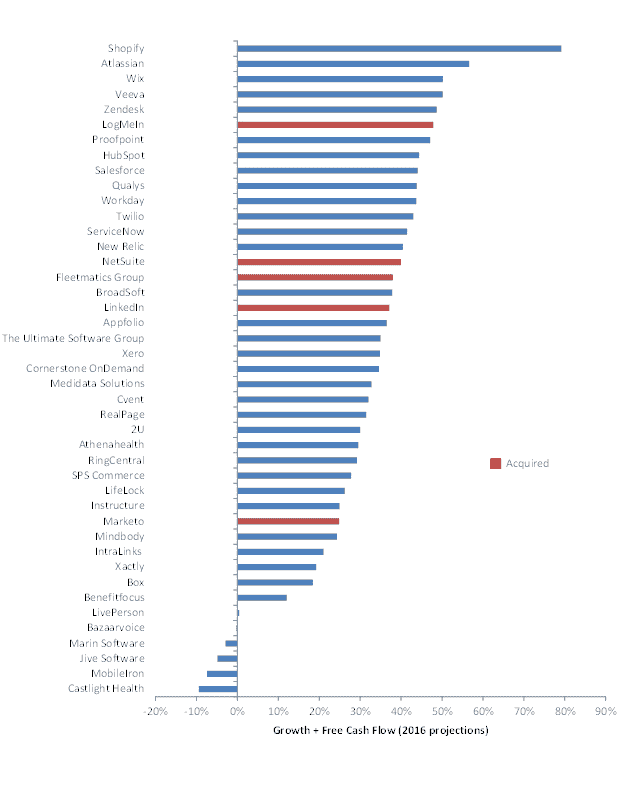 Shopify
Atlassian
Wix
Veeva
Zendesk
LogMeIn
Proofpoint
HubSpot
Salesforce
Qualys
Workday
Twilio
ServiceNow
New Relic
NetSuite
Fleetmatics Group
BroadSoft
LinkedIn
Appfolio
The Ultimate Software Group
Xero
Cornerstone OnDemand
Medidata Solutions
Cvent
RealPage
2U
Athenahealth
RingCentral
Acquired
SPS Commerce
LifeLock
Instructure
Marketo
Mindbody
IntraLinks
Xactly
Box
Benefitfocus
LivePerson
Bazaarvoice
Marin Software
Jive Software
MobileIron
Castlight Health
-20% -10% 0% 10% 20% 30% 40% 50% 60% 70% 80% 90%
Growth + Free Cash Flow (2016 projections)